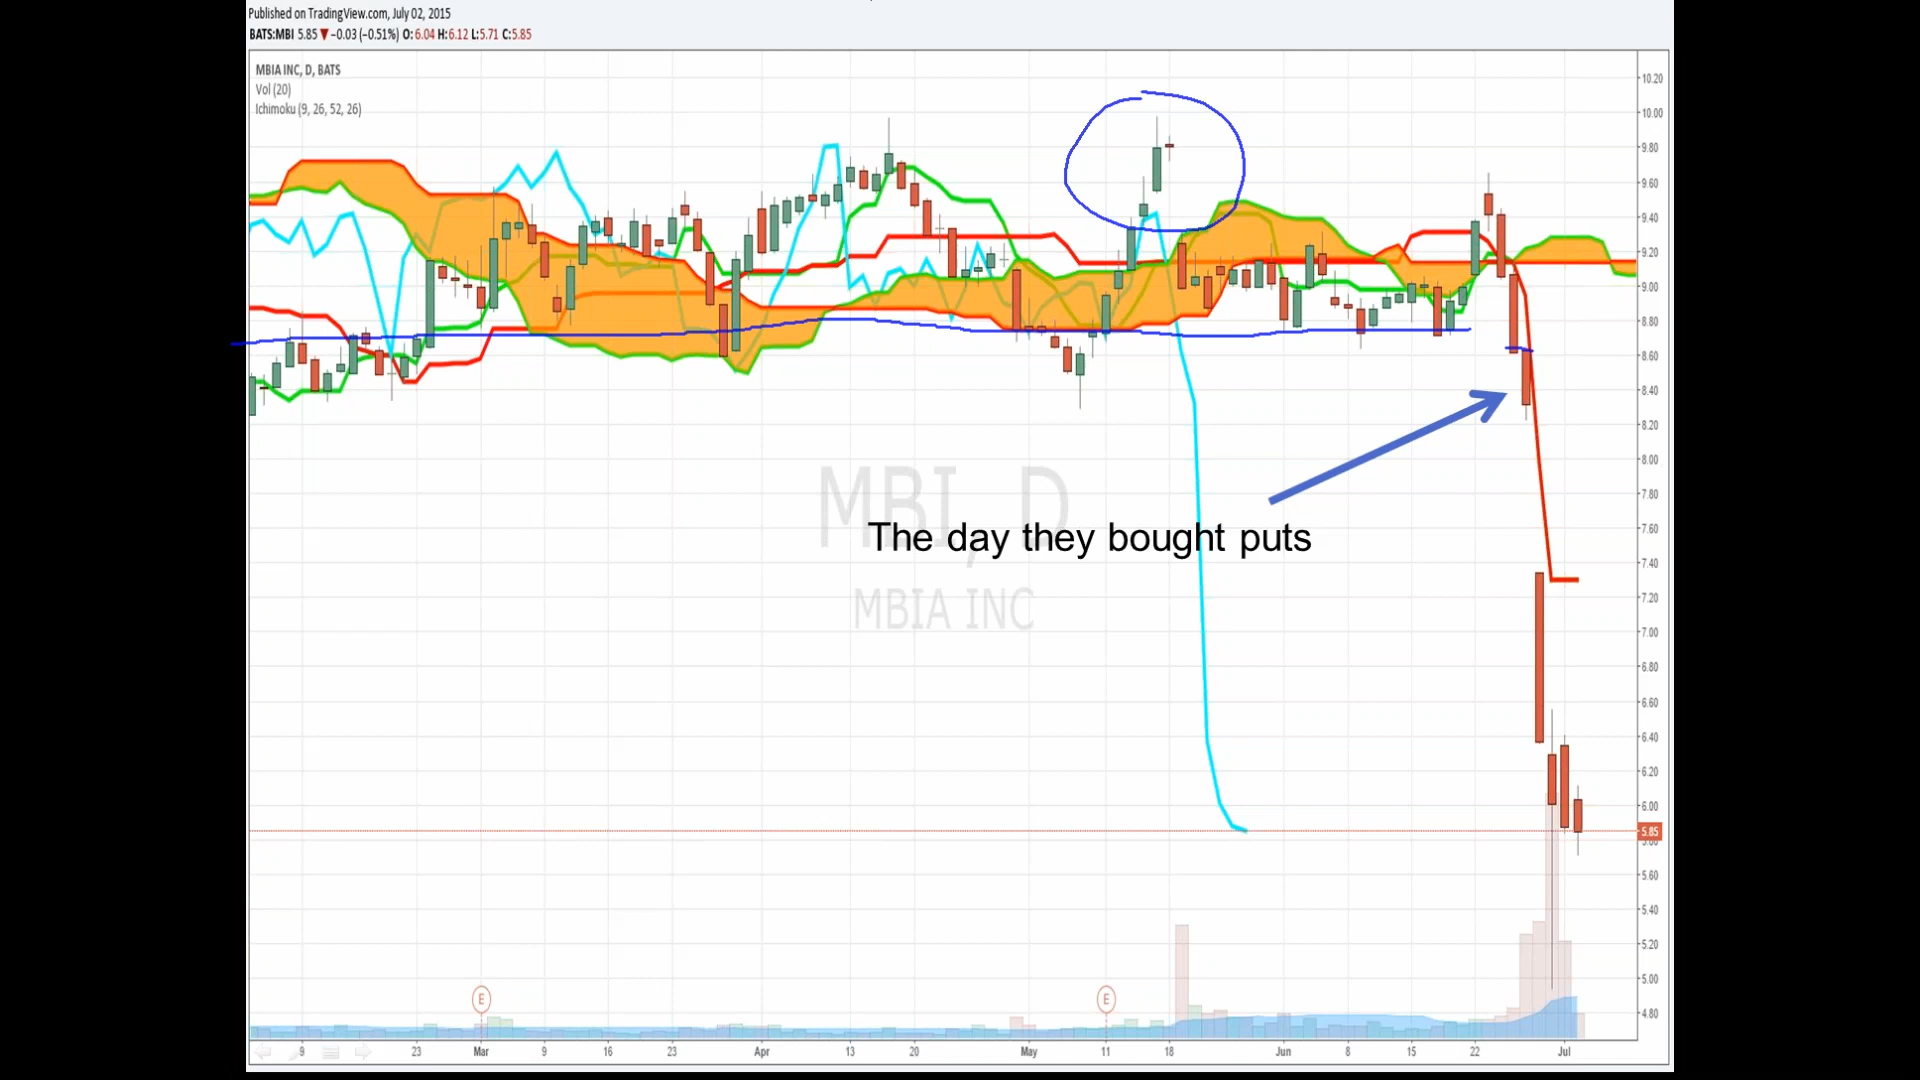 Published on TradingView.com, July 02, 2015
BATS:MBI 5.85 ▼ −0.03 (−0.51%) O: 6.04 H: 6.12 L: 5.71 C: 5.85
MBIA INC, D, BATS
Vol (20)
Ichimoku (9, 26, 52, 26)
10.20
10.00
9.80
9.60
9.40
9.20
9.00
8.80
8.60
8.40
8.20
8.00
7.80
7.60
7.40
7.20
7.00
6.80
6.60
6.40
6.20
6.00
5.85
5.60
5.40
5.20
5.00
4.80
MBI, D
The day they bought puts
MBIA INC
E E
9 23 Mar 9 16 23 Apr 13 20 May 11 18 Jun 8 15 22 Jul